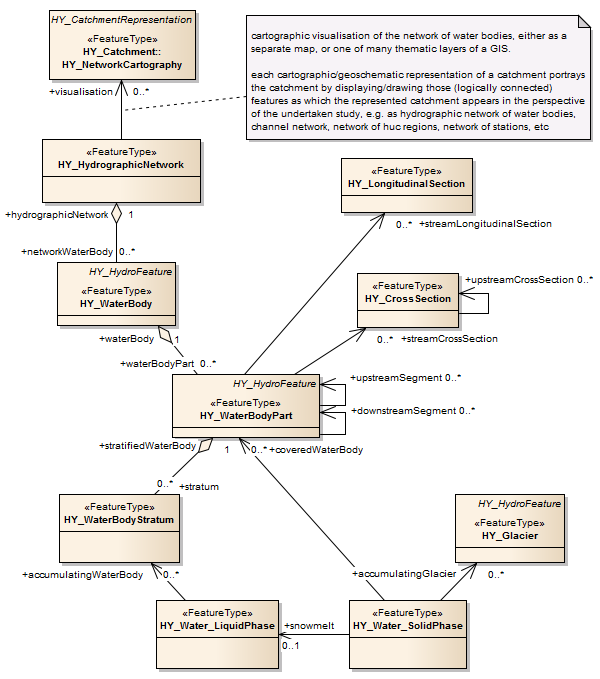 HY_CatchmentRepresentation
«FeatureType»
HY_Catchment::
HY_NetworkCartography
cartographic visualisation of the network of water bodies, either as a
separate map, or one of many thematic layers of a GIS.
each cartographic/geoschematic representation of a catchment portrays
the catchment by displaying/drawing those (logically connected)
features as which the represented catchment appears in the perspective
of the undertaken study, e.g. as hydrographic network of water bodies,
channel network, network of huc regions, network of stations, etc
+visualisation 0..*
«FeatureType»
HY_HydrographicNetwork
«FeatureType»
HY_LongitudinalSection
+hydrographicNetwork 1
0..* +streamLongitudinalSection
+networkWaterBody 0..*
HY_HydroFeature
«FeatureType»
HY_WaterBody
+upstreamCrossSection 0..*
«FeatureType»
HY_CrossSection
+waterBody 1
0..* +streamCrossSection
+waterBodyPart 0..*
HY_HydroFeature
«FeatureType»
HY_WaterBodyPart
+upstreamSegment 0..*
+downstreamSegment 0..*
+stratifiedWaterBody 1
0..* +coveredWaterBody
0..* +stratum
«FeatureType»
HY_WaterBodyStratum
HY_HydroFeature
«FeatureType»
HY_Glacier
+accumulatingWaterBody 0..*
+accumulatingGlacier 0..*
«FeatureType»
HY_Water_LiquidPhase
+snowmelt
0..1
«FeatureType»
HY_Water_SolidPhase